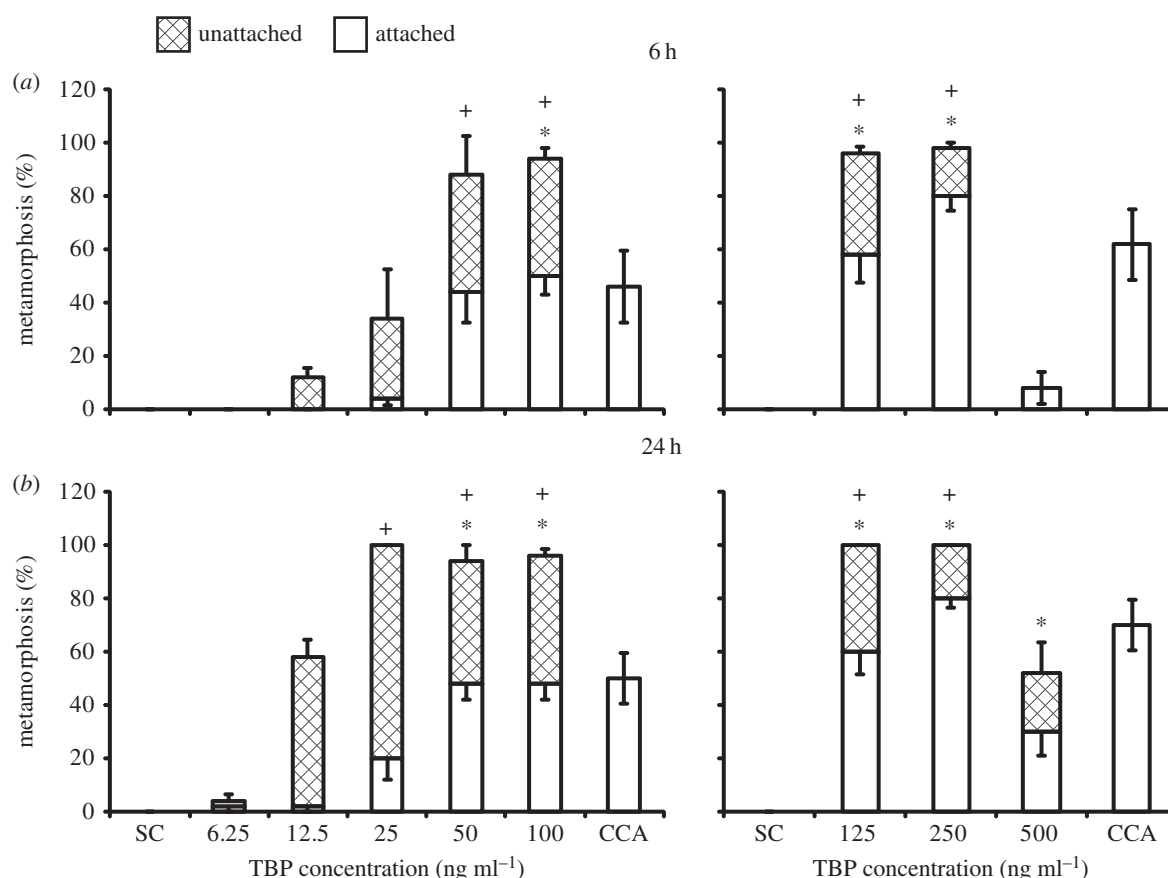 unattached attached
6 h
(a)
120 + + + +
100 * * *
80
60
40
20
0
metamorphosis (%)
24 h
(b)
120 + + + +
100 + * * * *
80
60 *
40
20
0
metamorphosis (%)
SC 6.25 12.5 25 50 100 CCA SC 125 250 500 CCA
TBP concentration (ng ml⁻¹) TBP concentration (ng ml⁻¹)